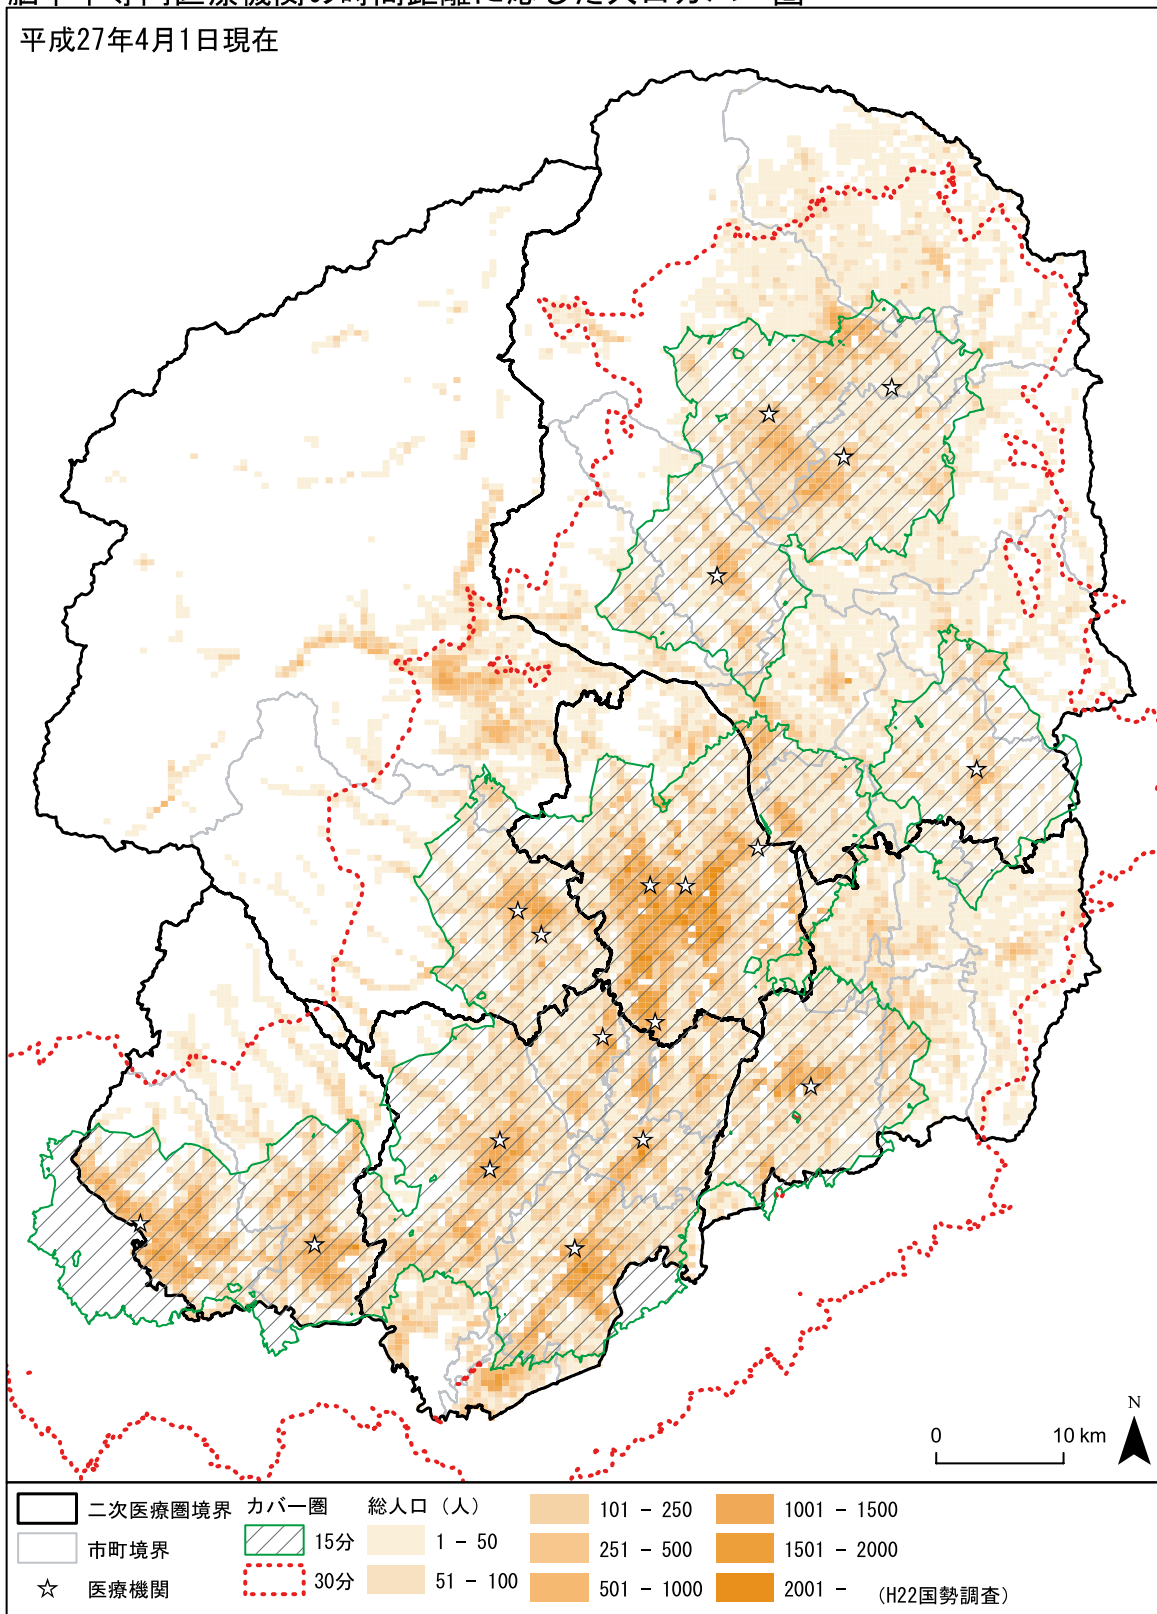 平成27年4月1日現在
N
0 10 km
二次医療圏境界
市町境界
医療機関
カバー圏
15分
30分
総人口（人）
1 - 50
51 - 100
101 - 250
251 - 500
501 - 1000
1001 - 1500
1501 - 2000
2001 -
（H22国勢調査）